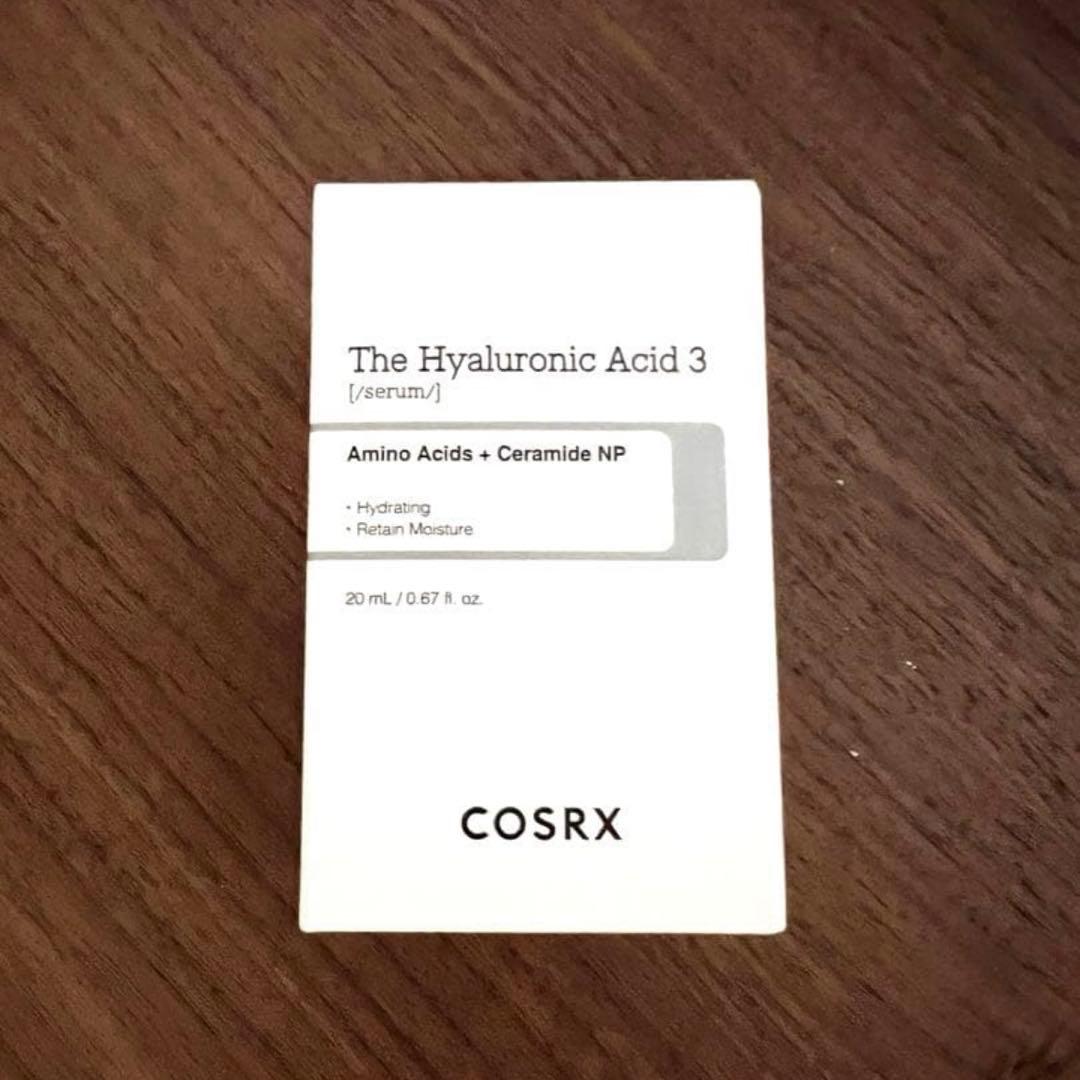 The Hyaluronic Acid 3
[/serum/]
Amino Acids + Ceramide NP
• Hydrating
• Retain Moisture
20 mL / 0.67 fl. oz.
COSRX